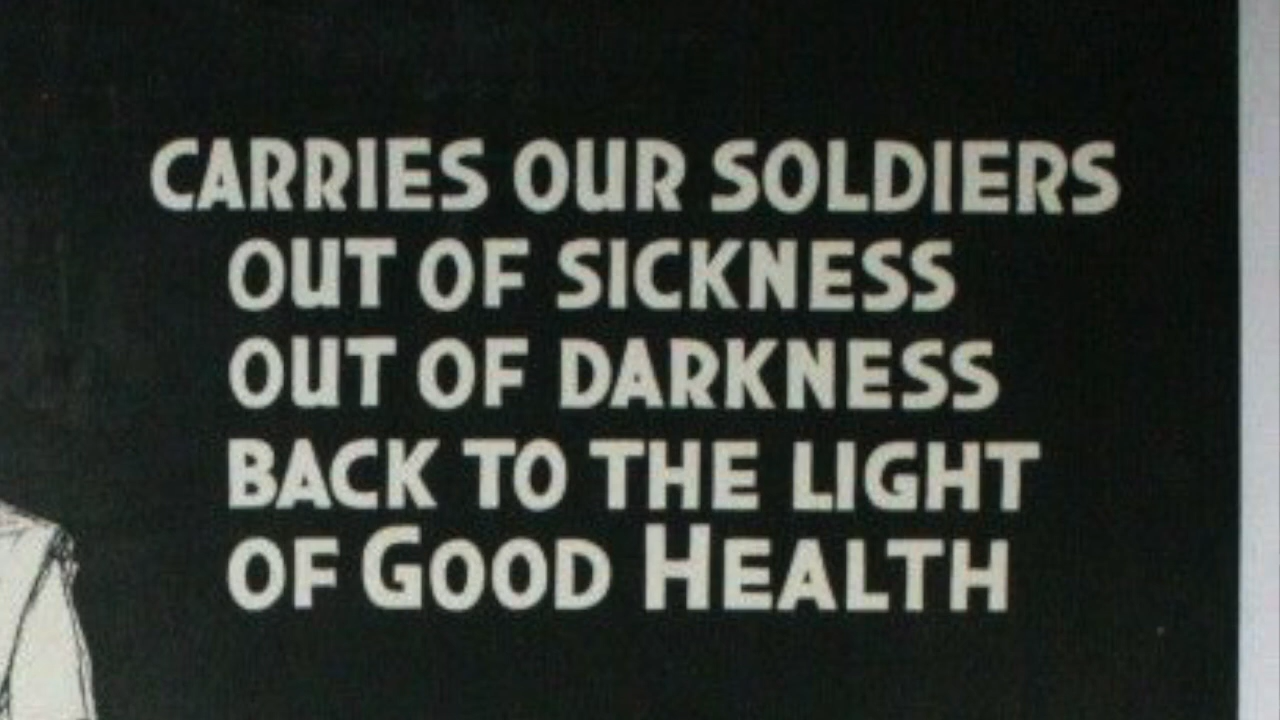 CARRIES OUR SOLDIERS
OUT OF SICKNESS
OUT OF DARKNESS
BACK TO THE LIGHT
OF GOOD HEALTH